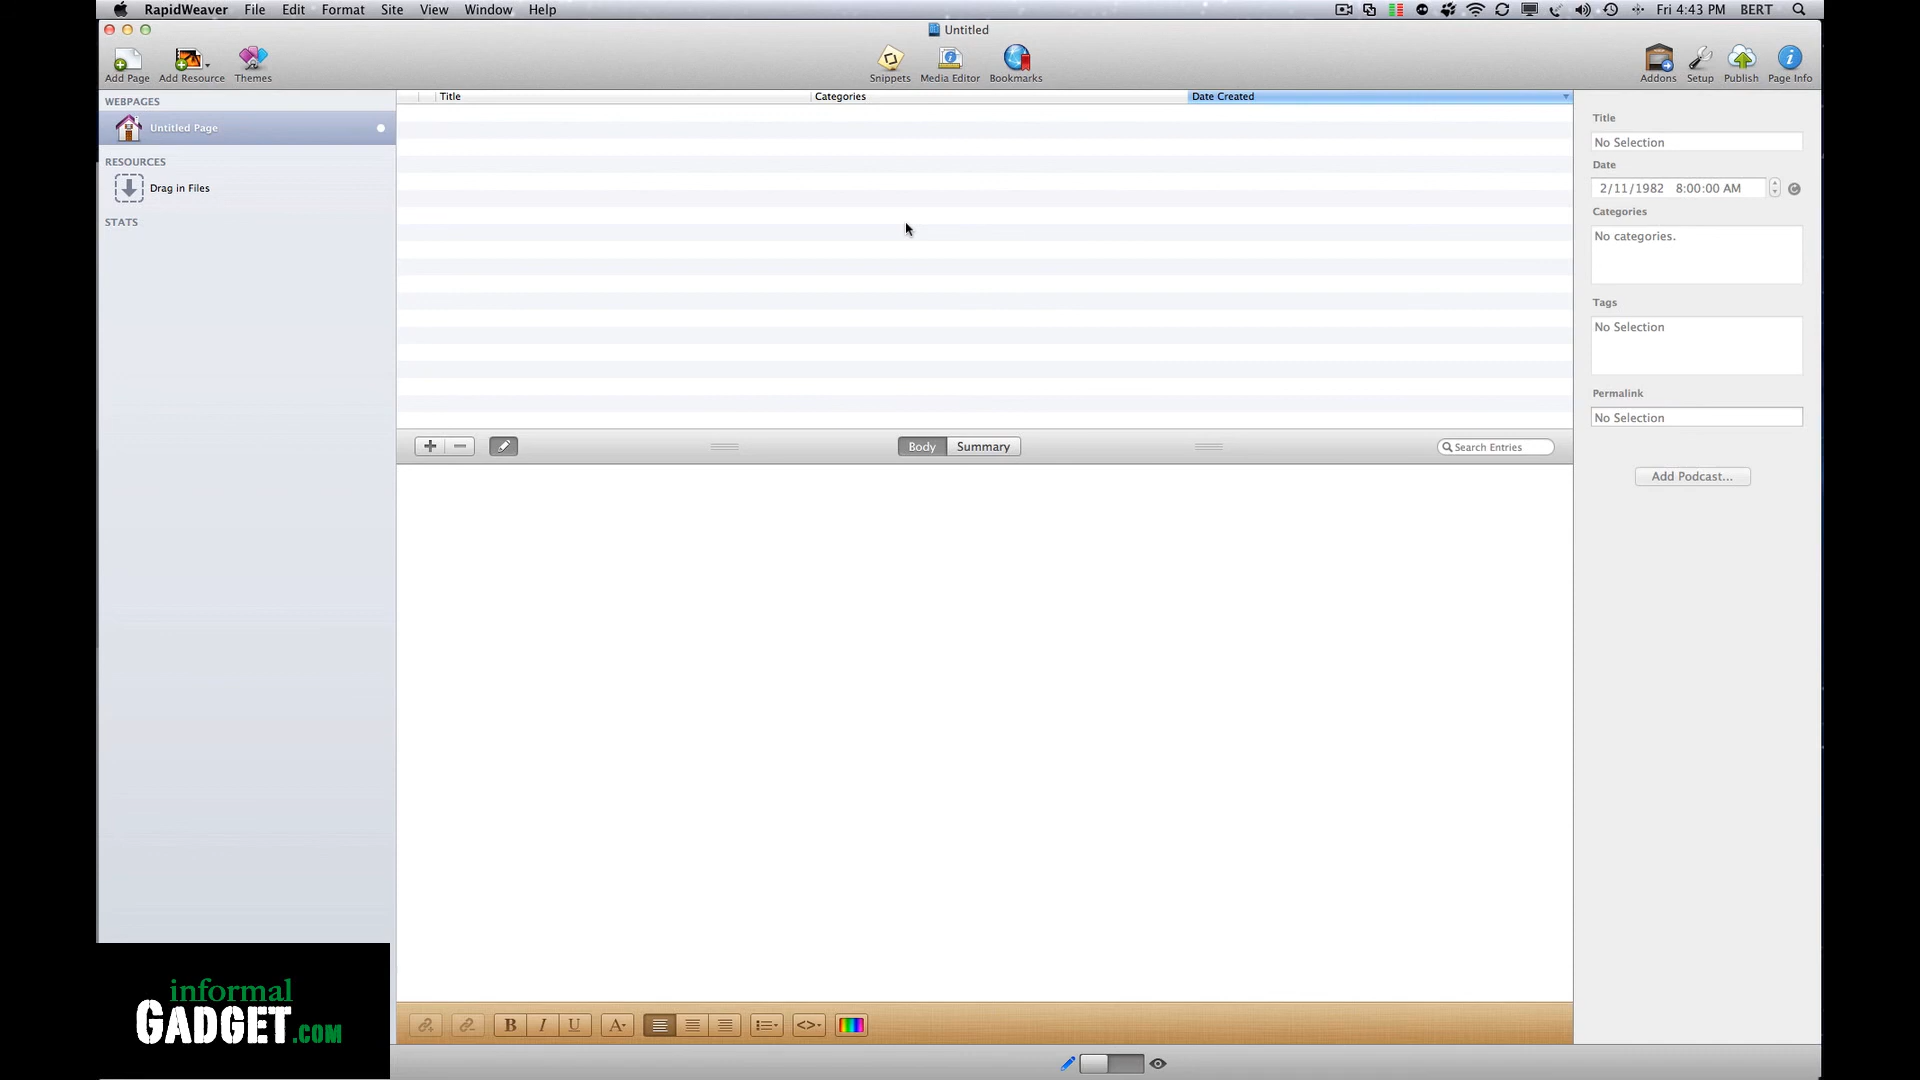 RapidWeaver File Edit Format Site View Window Help
Fri 4:43 PM BERT
Untitled
Add Page Add Resource Themes
Snippets Media Editor Bookmarks
Addons Setup Publish Page Info
WEBPAGES
Untitled Page
RESOURCES
Drag in Files
STATS
Title Categories Date Created
Body Summary
Search Entries
Title
No Selection
Date
2/11/1982 8:00:00 AM
Categories
No categories.
Tags
No Selection
Permalink
No Selection
Add Podcast...
B I U A <>
informal
GADGET.COM